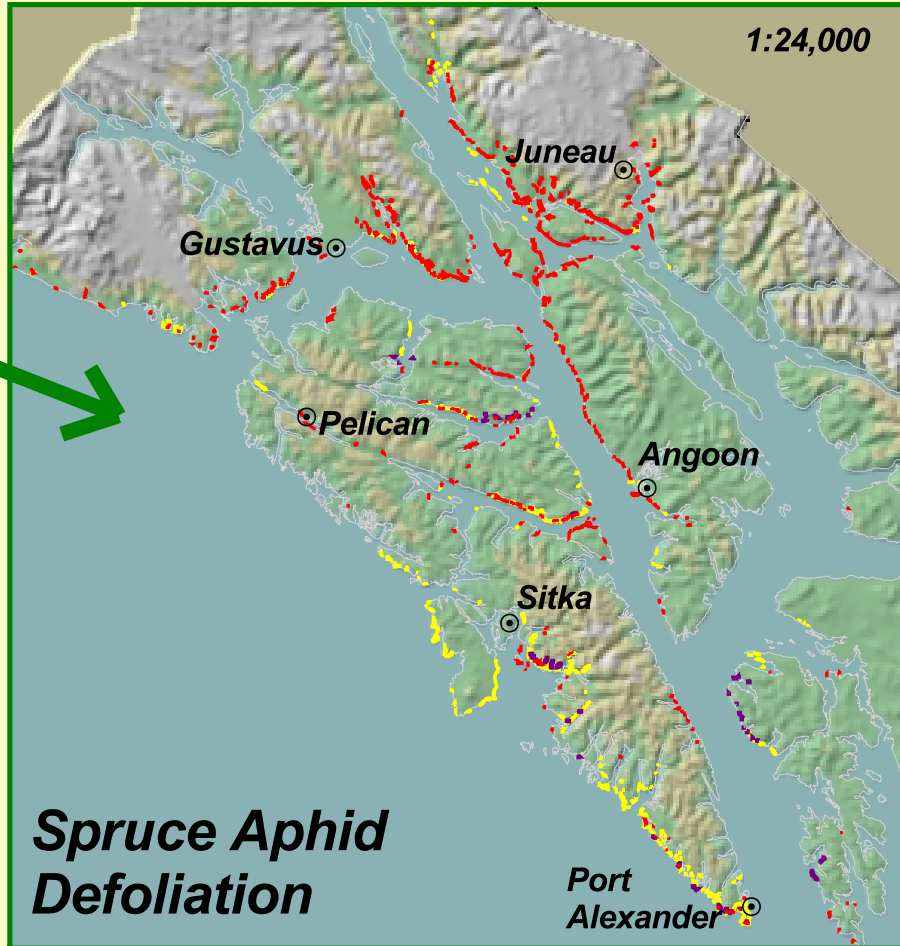 1:24,000
Juneau
Gustavus
Pelican
Angoon
Sitka
Spruce Aphid
Defoliation
Port
Alexander